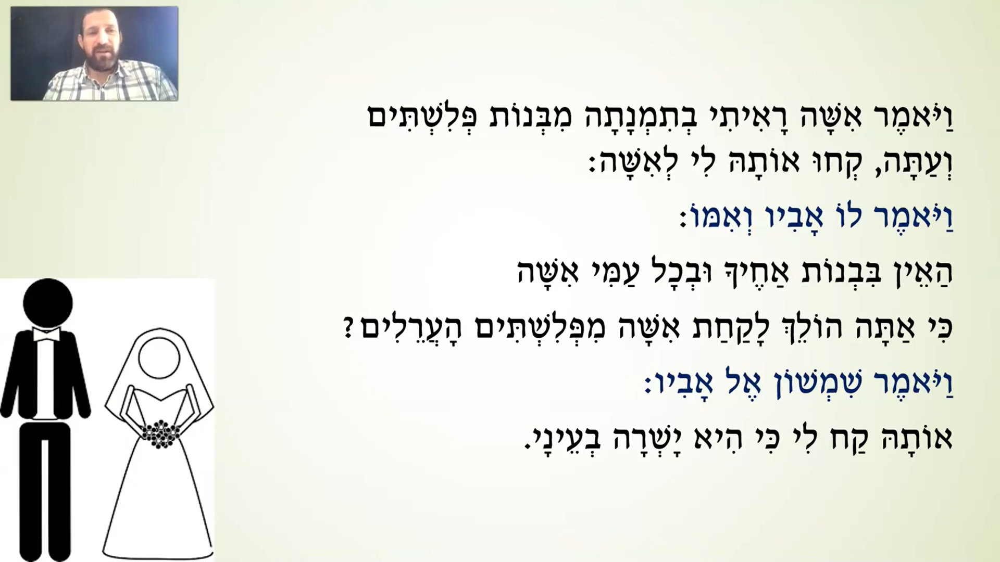 וַיֹּאמֶר אִשָּׁה רָאִיתִי בְתִמְנָתָה מִבְּנוֹת פְּלִשְׁתִּים
וְעַתָּה, קְחוּ אוֹתָהּ לִי לְאִשָּׁה:
וַיֹּאמֶר לוֹ אָבִיו וְאִמּוֹ:
הַאֵין בִּבְנוֹת אַחֶיךָ וּבְכָל עַמִּי אִשָּׁה
כִּי אַתָּה הוֹלֵךְ לָקַחַת אִשָּׁה מִפְּלִשְׁתִּים הָעֲרֵלִים?
וַיֹּאמֶר שִׁמְשׁוֹן אֶל אָבִיו:
אוֹתָהּ קַח לִי כִּי הִיא יָשְׁרָה בְעֵינָי.